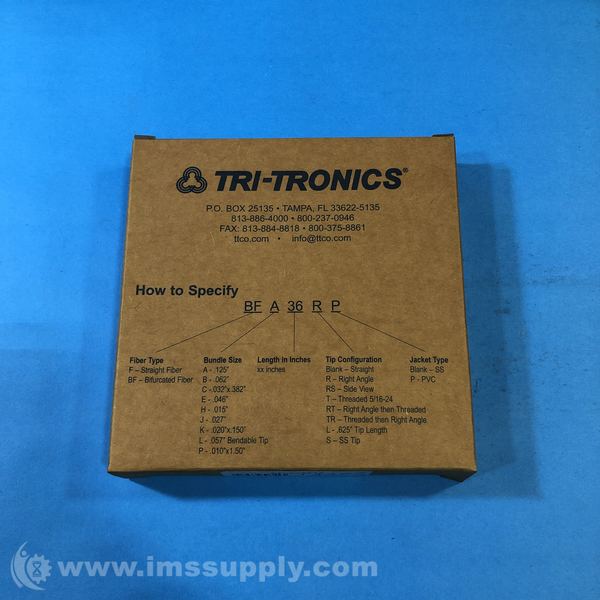 TRI-TRONICS®
P.O. BOX 25135 • TAMPA, FL 33622-5135
813-886-4000 • 800-237-0946
FAX: 813-884-8818 • 800-375-8861
ttco.com • info@ttco.com
How to Specify
BF A 36 R P
Fiber Type
F – Straight Fiber
BF – Bifurcated Fiber
Bundle Size
A - .125"
B - .062"
C -.032"x.382"
E - .046"
H - .015"
J - .027"
K - .020"x.150"
L - .057" Bendable Tip
P - .010"x1.50"
Length in Inches
xx inches
Tip Configuration
Blank – Straight
R – Right Angle
RS – Side View
T – Threaded 5/16-24
RT – Right Angle then Threaded
TR – Threaded then Right Angle
L - .625" Tip Length
S – SS Tip
Jacket Type
Blank – SS
P - PVC
www.imssupply.com/